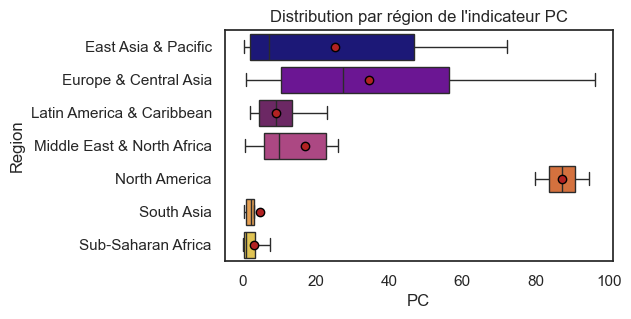 Distribution par région de l'indicateur PC
East Asia & Pacific
Europe & Central Asia
Latin America & Caribbean
Middle East & North Africa
North America
South Asia
Sub-Saharan Africa
Region
0 20 40 60 80 100
PC